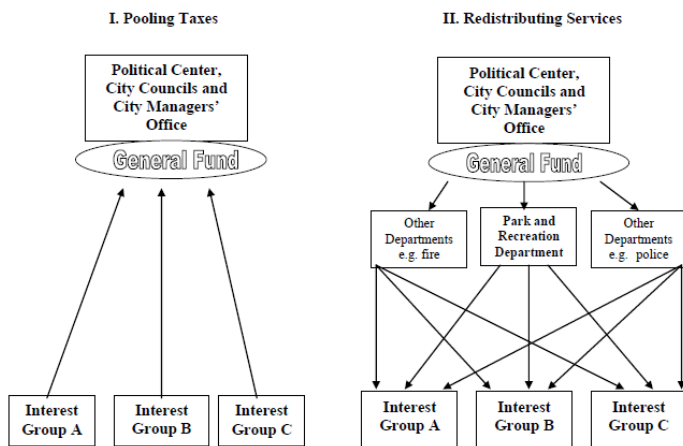 I. Pooling Taxes
Political Center,
City Councils and
City Managers'
Office
General Fund
Interest
Group A
Interest
Group B
Interest
Group C
II. Redistributing Services
Political Center,
City Councils and
City Managers'
Office
General Fund
Other
Departments
e.g. fire
Park and
Recreation
Department
Other
Departments
e.g. police
Interest
Group A
Interest
Group B
Interest
Group C